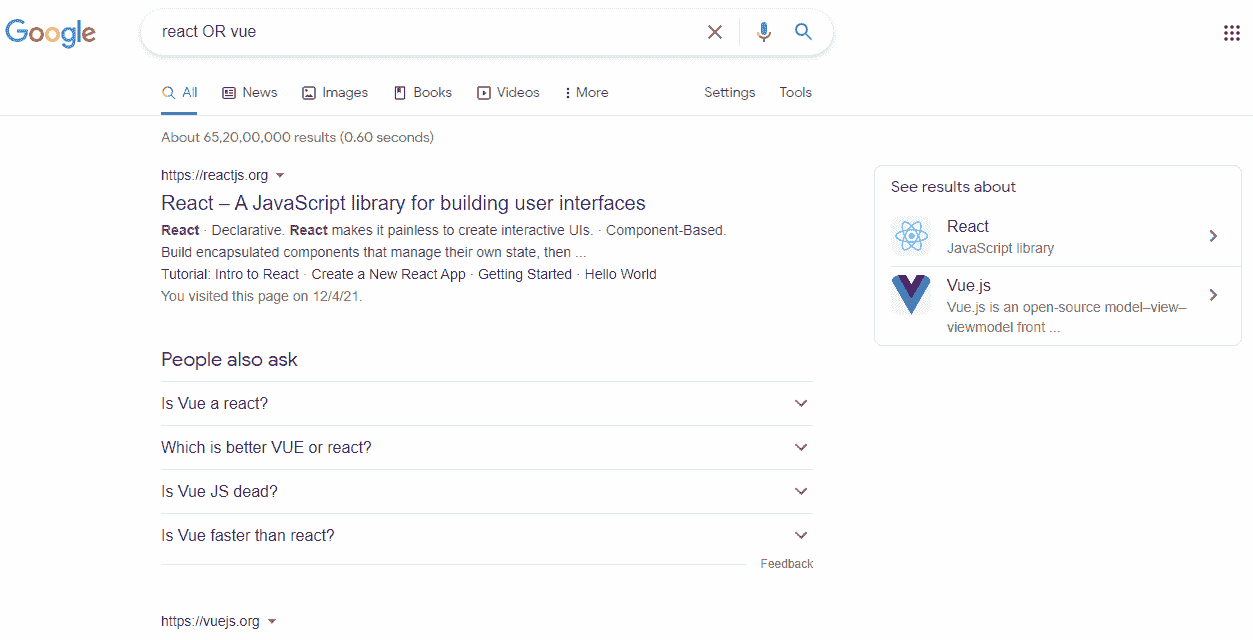 Google
react OR vue
All News Images Books Videos More Settings Tools
About 65,20,00,000 results (0.60 seconds)
https://reactjs.org
React – A JavaScript library for building user interfaces
React · Declarative. React makes it painless to create interactive UIs. · Component-Based.
Build encapsulated components that manage their own state, then ...
Tutorial: Intro to React · Create a New React App · Getting Started · Hello World
You visited this page on 12/4/21.
People also ask
Is Vue a react?
Which is better VUE or react?
Is Vue JS dead?
Is Vue faster than react?
Feedback
https://vuejs.org
See results about
React
JavaScript library
Vue.js
Vue.js is an open-source model–view–
viewmodel front ...